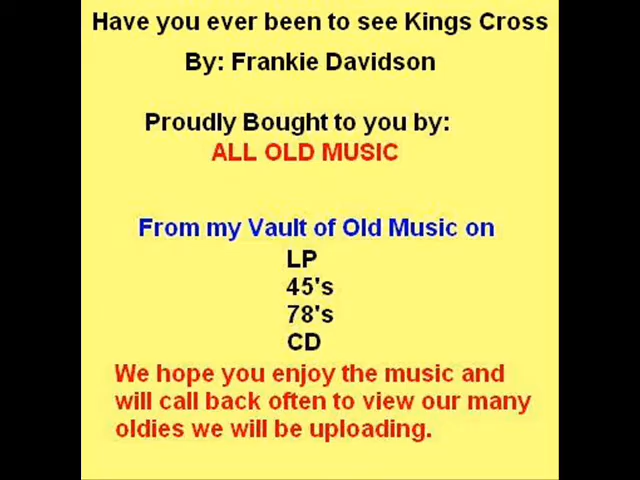 Have you ever been to see Kings Cross
By: Frankie Davidson
Proudly Bought to you by:
ALL OLD MUSIC
From my Vault of Old Music on
LP
45's
78's
CD
We hope you enjoy the music and
will call back often to view our many
oldies we will be uploading.